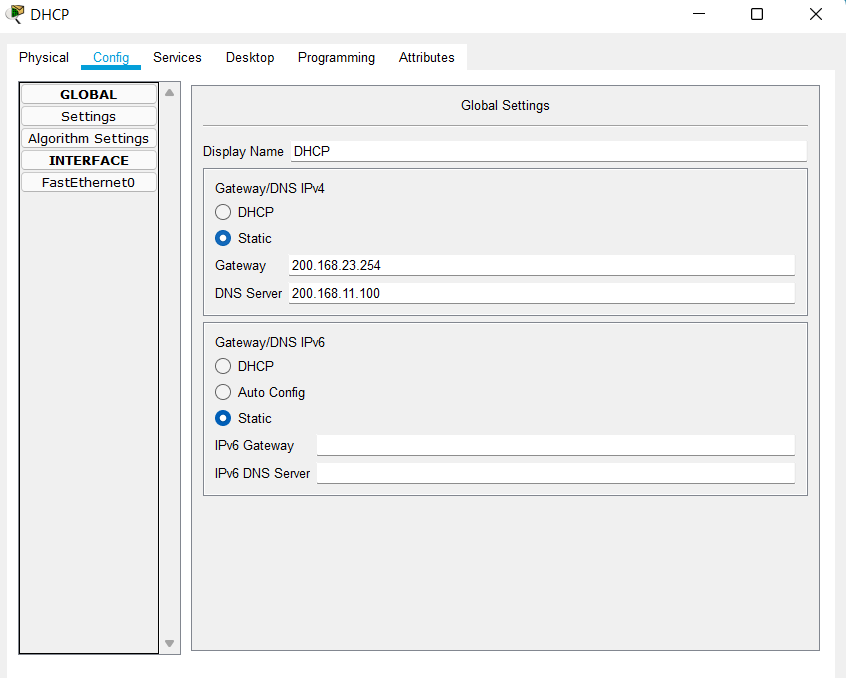 DHCP
Physical Config Services Desktop Programming Attributes
GLOBAL
Settings
Algorithm Settings
INTERFACE
FastEthernet0
Global Settings
Display Name DHCP
Gateway/DNS IPv4
DHCP
Static
Gateway 200.168.23.254
DNS Server 200.168.11.100
Gateway/DNS IPv6
DHCP
Auto Config
Static
IPv6 Gateway
IPv6 DNS Server